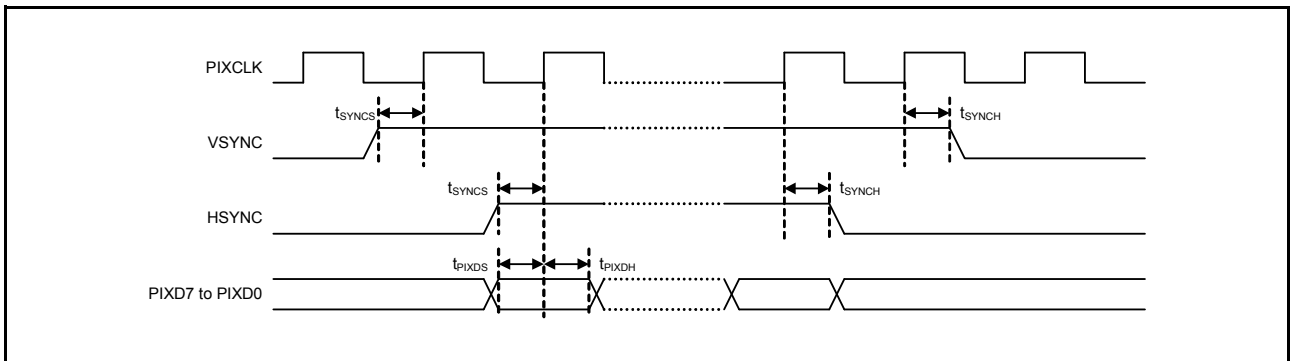 PIXCLK
tSYNCS
tSYNCH
VSYNC
tSYNCS
tSYNCH
HSYNC
tPIXDS
tPIXDH
PIXD7 to PIXD0